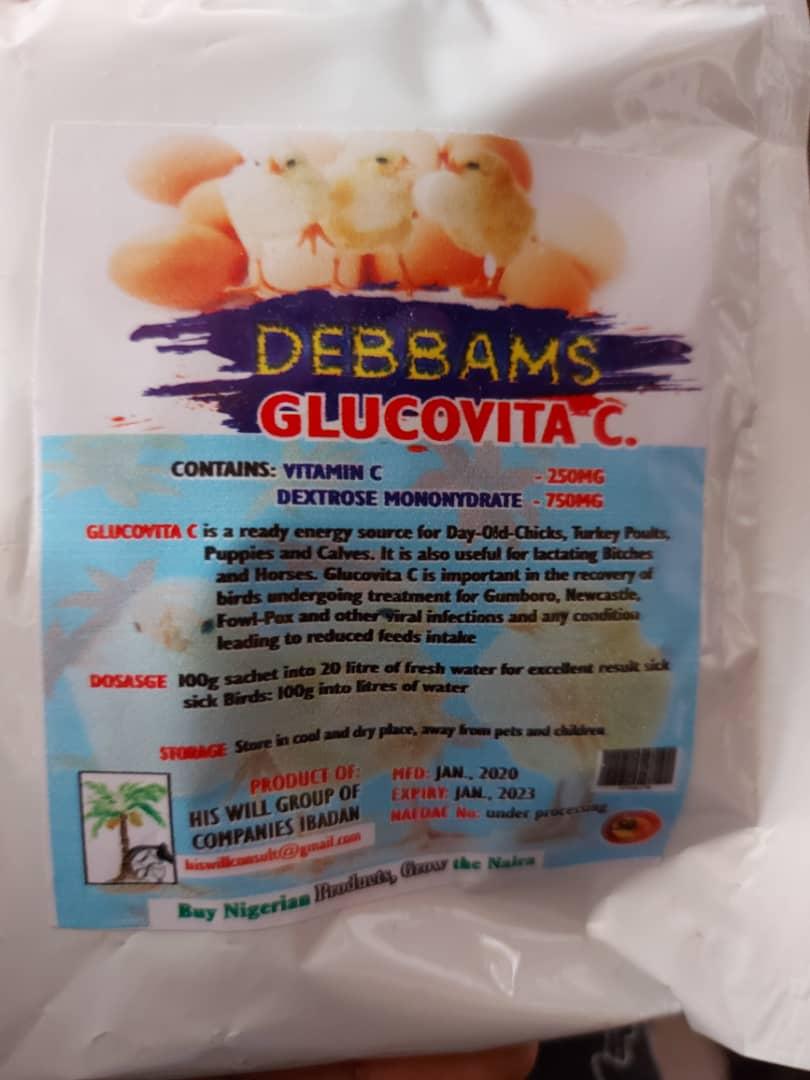 DEBBAMS
GLUCOVITA C.
CONTAINS: VITAMIN C - 250MG
DEXTROSE MONONYDRATE - 750MG
GLUCOVITA C is a ready energy source for Day-Old-Chicks, Turkey Poults,
Puppies and Calves. It is also useful for lactating Bitches
and Horses. Glucovita C is important in the recovery of
birds undergoing treatment for Gumboro, Newcastle,
Fowl-Pox and other viral infections and any condition
leading to reduced feeds intake
DOSASGE 100g sachet into 20 litre of fresh water for excellent result sick
sick Birds: 100g into litres of water
STORAGE Store in cool and dry place, away from pets and children
PRODUCT OF:
HIS WILL GROUP OF
COMPANIES IBADAN
hiswillconsult@gmail.com
MFD: JAN., 2020
EXPIRY: JAN., 2023
NAFDAC No: under processing
Buy Nigerian Products, Grow the Naira